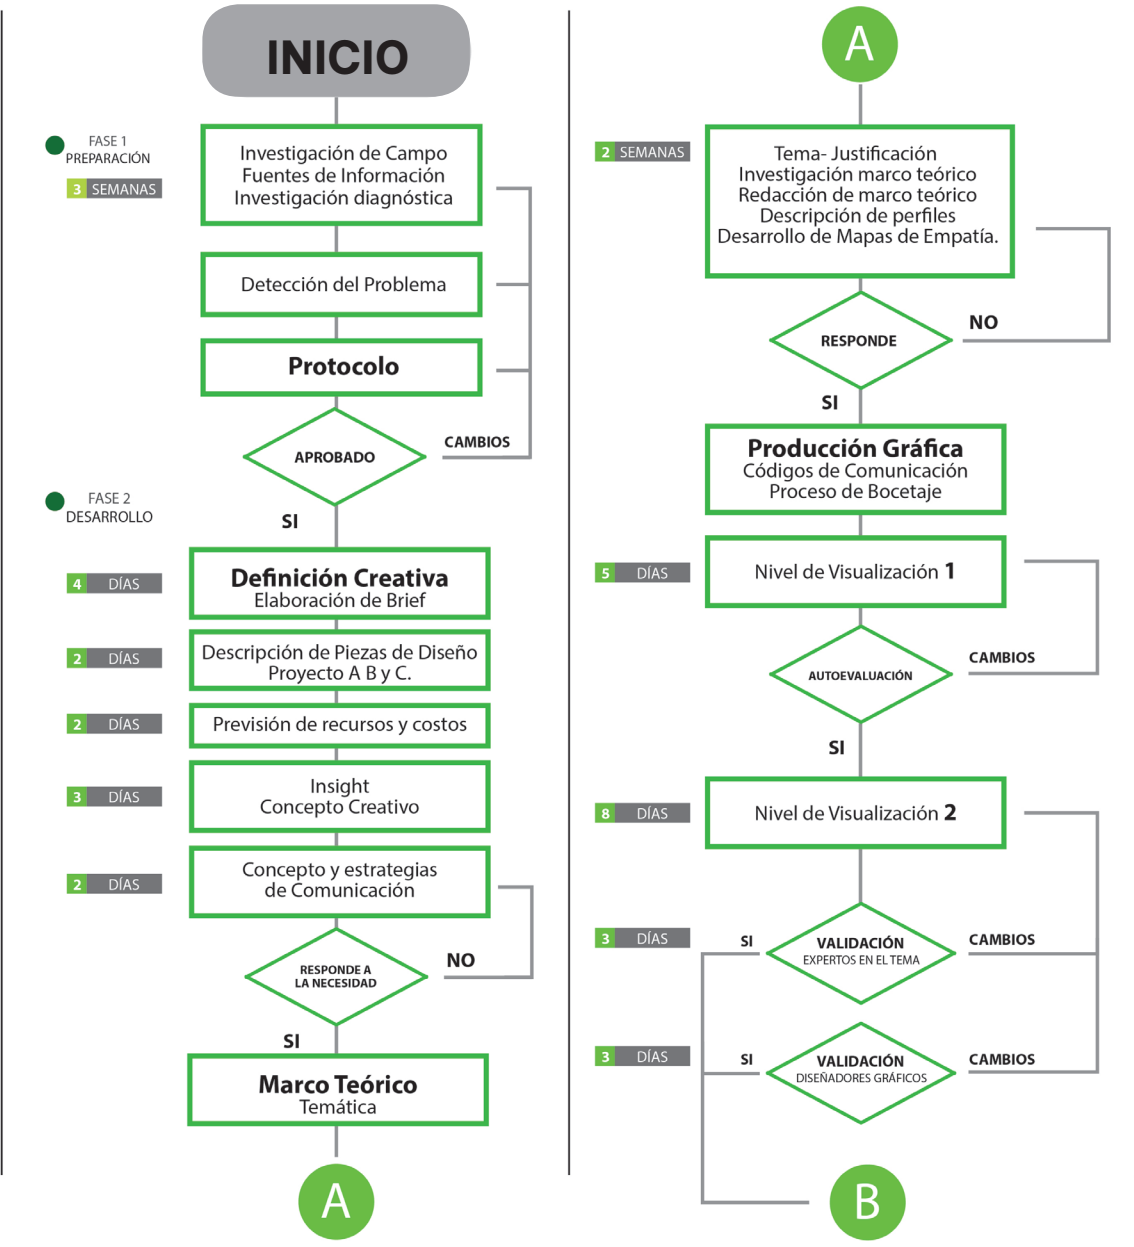 INICIO
FASE 1
PREPARACIÓN
3 SEMANAS
Investigación de Campo
Fuentes de Información
Investigación diagnóstica
Detección del Problema
Protocolo
APROBADO
CAMBIOS
SI
FASE 2
DESARROLLO
4 DÍAS
Definición Creativa
Elaboración de Brief
2 DÍAS
Descripción de Piezas de Diseño
Proyecto A B y C.
2 DÍAS
Previsión de recursos y costos
3 DÍAS
Insight
Concepto Creativo
2 DÍAS
Concepto y estrategias
de Comunicación
RESPONDE A
LA NECESIDAD
NO
SI
Marco Teórico
Temática
A
A
2 SEMANAS
Tema- Justificación
Investigación marco teórico
Redacción de marco teórico
Descripción de perfiles
Desarrollo de Mapas de Empatía.
RESPONDE
NO
SI
Producción Gráfica
Códigos de Comunicación
Proceso de Bocetaje
5 DÍAS
Nivel de Visualización 1
AUTOEVALUACIÓN
CAMBIOS
SI
8 DÍAS
Nivel de Visualización 2
3 DÍAS
SI
VALIDACIÓN
EXPERTOS EN EL TEMA
CAMBIOS
3 DÍAS
SI
VALIDACIÓN
DISEÑADORES GRÁFICOS
CAMBIOS
B